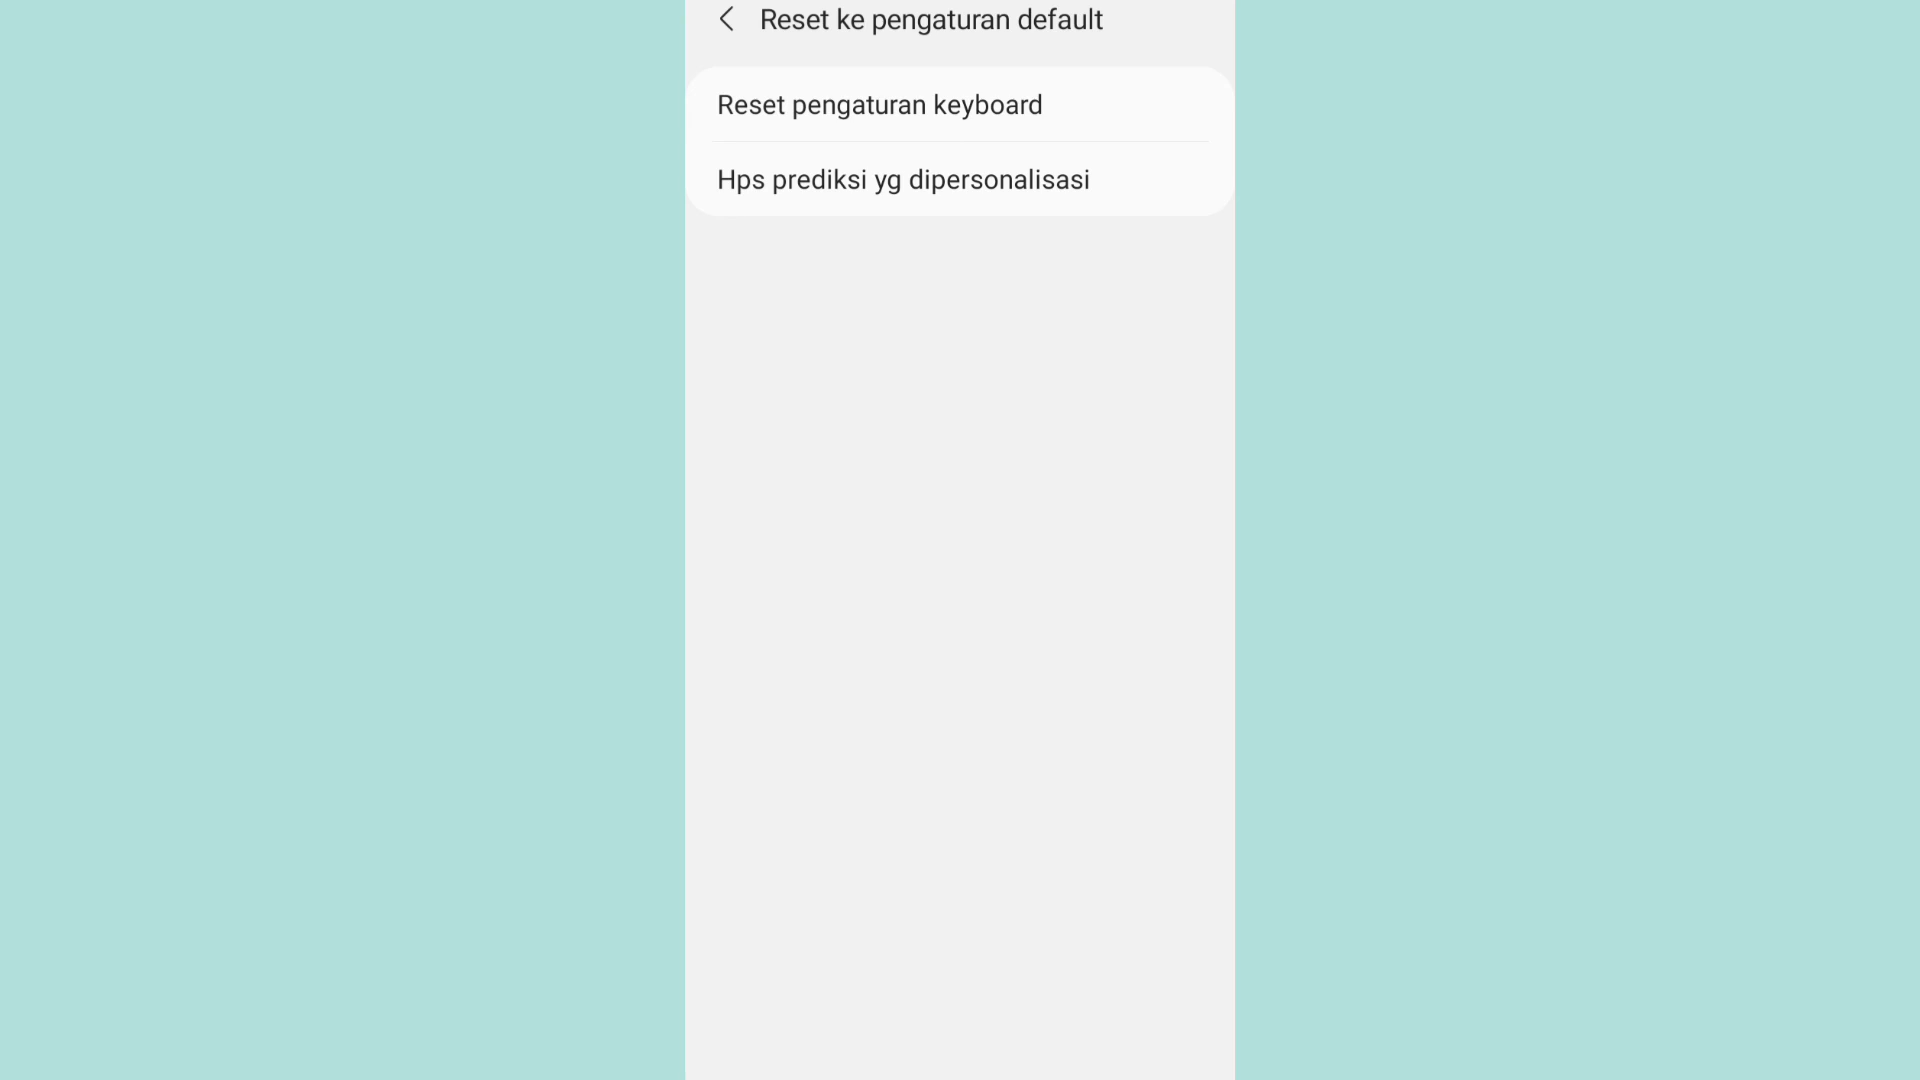 Reset ke pengaturan default
Reset pengaturan keyboard
Hps prediksi yg dipersonalisasi